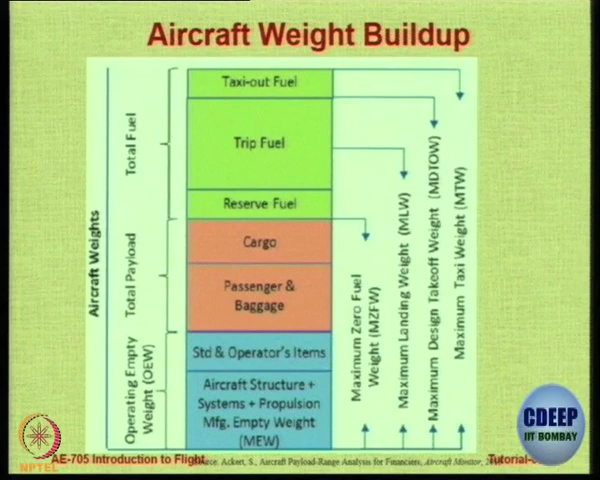 Aircraft Weight Buildup
Aircraft Weights
Total Fuel
Total Payload
Operating Empty
Weight (OEW)
Taxi-out Fuel
Trip Fuel
Reserve Fuel
Cargo
Passenger &
Baggage
Std & Operator's Items
Aircraft Structure +
Systems + Propulsion
Mfg. Empty Weight
(MEW)
Maximum Zero Fuel
Weight (MZFW)
Maximum Landing Weight (MLW)
Maximum Design Takeoff Weight (MDTOW)
Maximum Taxi Weight (MTW)
CDEEP
IIT BOMBAY
NPTEL
AE-705 Introduction to Flight
Source: Ackert, S., Aircraft Payload-Range Analysis for Financiers, Aircraft Monitor,